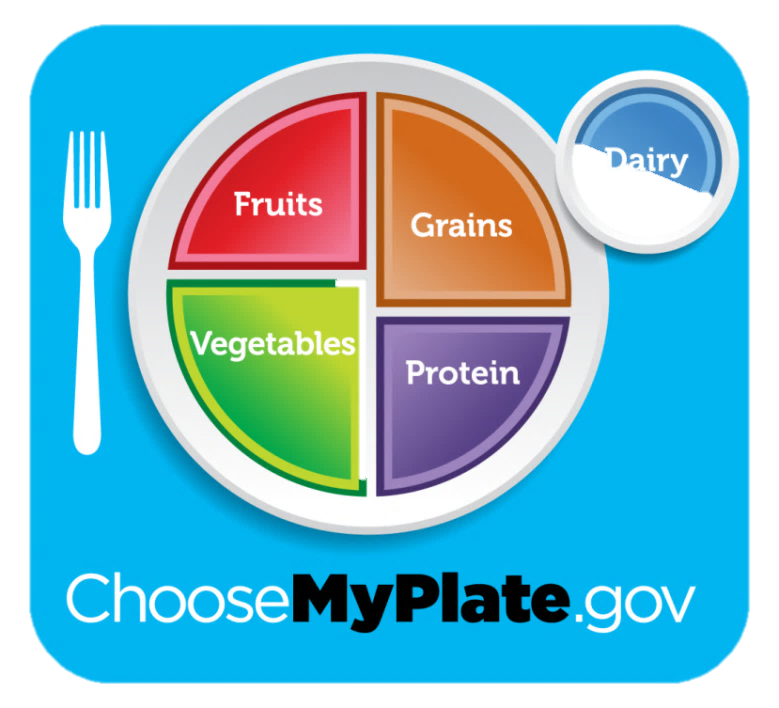 Fruits
Grains
Dairy
Vegetables
Protein
ChooseMyPlate.gov